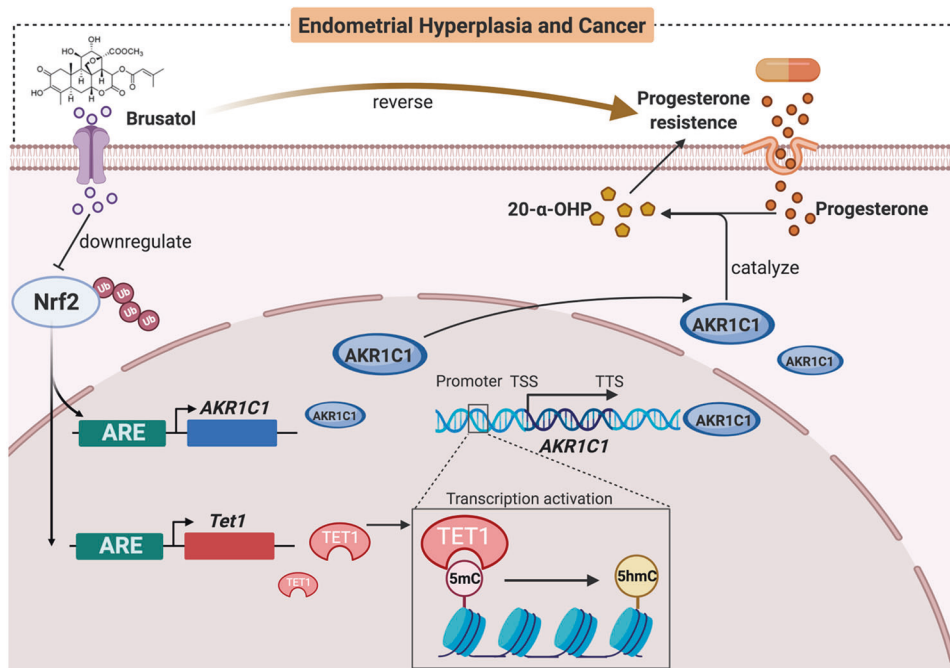 Endometrial Hyperplasia and Cancer
OH
HO
OH
COOCH3
O
O
O
HO
H
H
H
O
O
O
Brusatol
reverse
Progesterone
resistence
20-α-OHP
Progesterone
downregulate
catalyze
Nrf2
Ub
Ub
Ub
Ub
AKR1C1
AKR1C1
AKR1C1
Promoter
TSS
TTS
ARE
AKR1C1
AKR1C1
AKR1C1
AKR1C1
Transcription activation
ARE
Tet1
TET1
TET1
TET1
5mC
5hmC